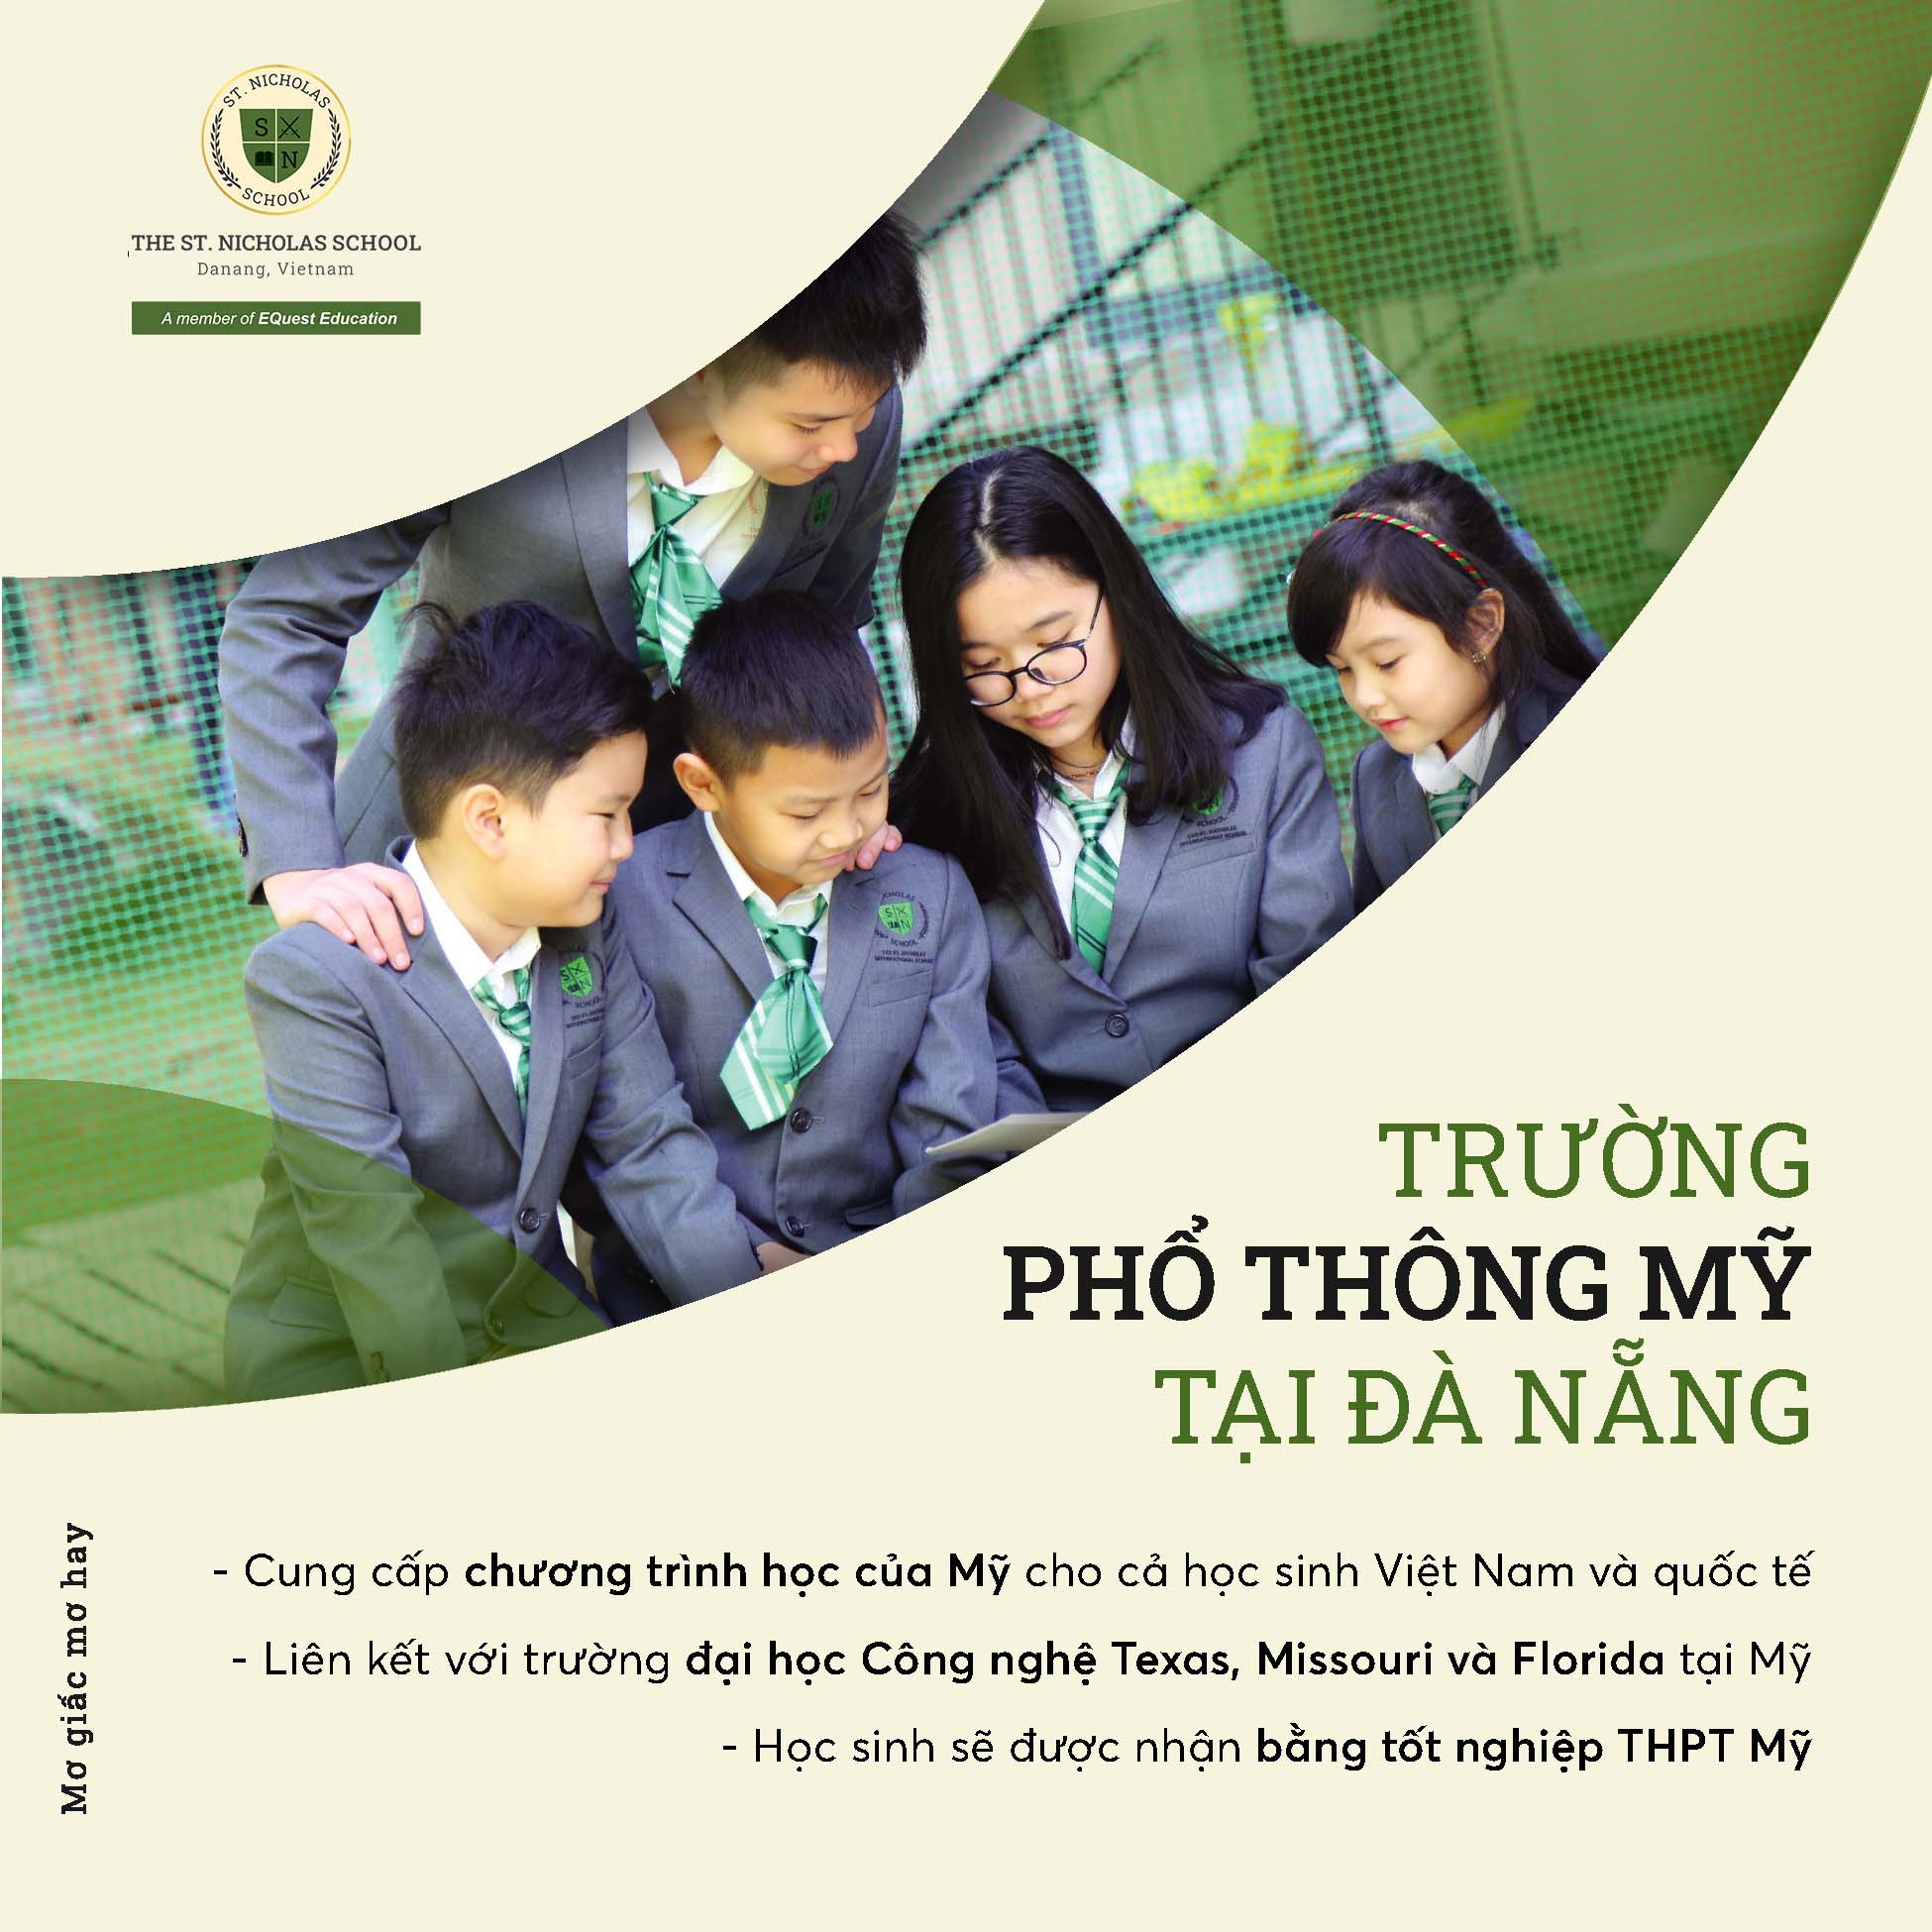 ST. NICHOLAS
S
N
SCHOOL
THE ST. NICHOLAS SCHOOL
Danang, Vietnam
A member of EQuest Education
S
N
SCHOOL
TRƯỜNG
PHỔ THÔNG MỸ
TẠI ĐÀ NẴNG
- Cung cấp chương trình học của Mỹ cho cả học sinh Việt Nam và quốc tế
- Liên kết với trường đại học Công nghệ Texas, Missouri và Florida tại Mỹ
- Học sinh sẽ được nhận bằng tốt nghiệp THPT Mỹ
Mơ giấc mơ hay